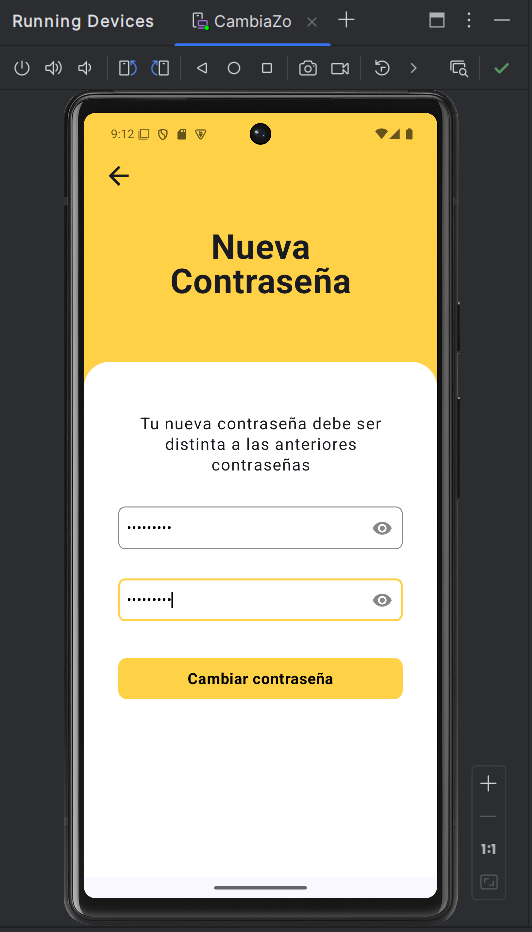 Running Devices
CambiaZo
9:12
Nueva
Contraseña
Tu nueva contraseña debe ser
distinta a las anteriores
contraseñas
•••••••••
•••••••••
Cambiar contraseña
1:1